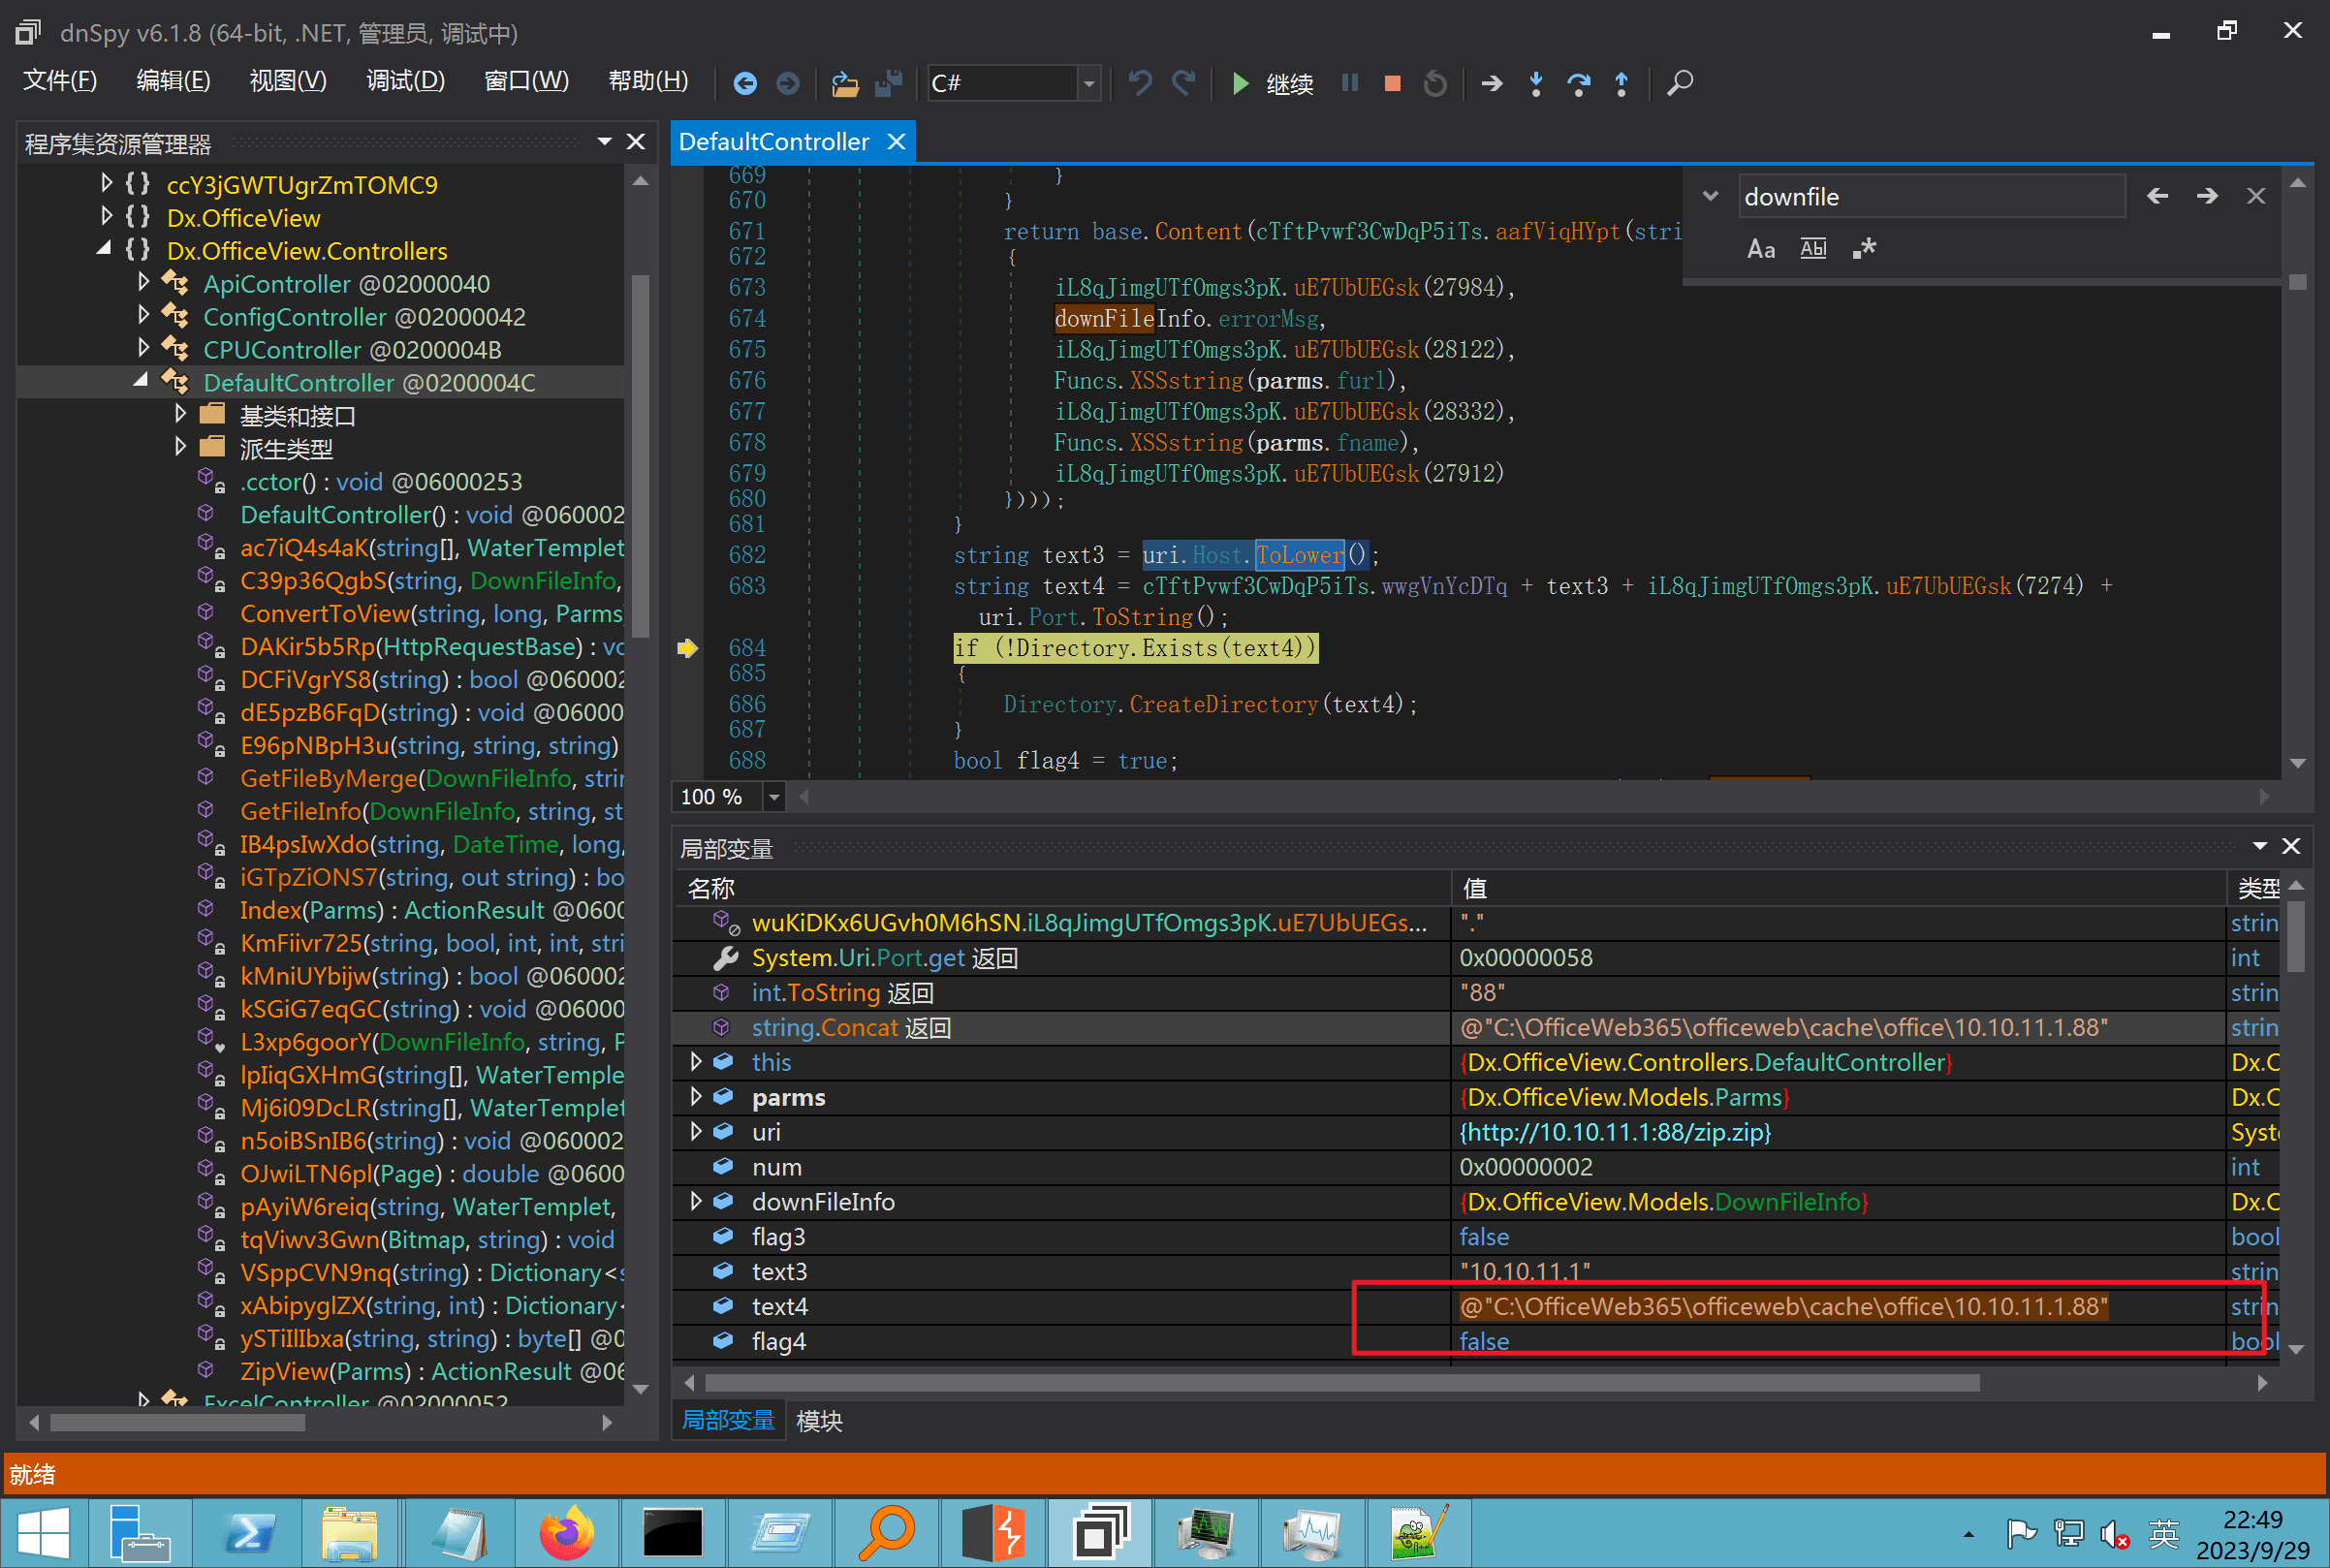 dnSpy v6.1.8 (64-bit, .NET, 管理员, 调试中)
文件(F) 编辑(E) 视图(V) 调试(D) 窗口(W) 帮助(H) C# 继续
程序集资源管理器
ccY3jGWTUgrZmTOMC9
Dx.OfficeView
Dx.OfficeView.Controllers
ApiController @02000040
ConfigController @02000042
CPUController @0200004B
DefaultController @0200004C
基类和接口
派生类型
.cctor() : void @06000253
DefaultController() : void @060002
ac7iQ4s4aK(string[], WaterTemplet
C39p36QgbS(string, DownFileInfo,
ConvertToView(string, long, Parms)
DAKir5b5Rp(HttpRequestBase) : vo
DCFiVgrYS8(string) : bool @060002
dE5pzB6FqD(string) : void @06000
E96pNBpH3u(string, string, string)
GetFileByMerge(DownFileInfo, strin
GetFileInfo(DownFileInfo, string, st
IB4psIwXdo(string, DateTime, long,
iGTpZiONS7(string, out string) : bo
Index(Parms) : ActionResult @0600
KmFiivr725(string, bool, int, int, stri
kMniUYbijw(string) : bool @060002
kSGiG7eqGC(string) : void @06000
L3xp6goorY(DownFileInfo, string, P
lpIiqGXHmG(string[], WaterTemple
Mj6i09DcLR(string[], WaterTemplet
n5oiBSnIB6(string) : void @060002
OJwiLTN6pl(Page) : double @0600
pAyiW6reiq(string, WaterTemplet,
tqViwv3Gwn(Bitmap, string) : void
VSppCVN9nq(string) : Dictionary<s
xAbipyglZX(string, int) : Dictionary<
ySTiIlIbxa(string, string) : byte[] @0
ZipView(Parms) : ActionResult @06
ExcelController @02000052
DefaultController
downfile
Aa Abl .*
669 }
670 }
671 return base.Content(cTftPvwf3CwDqP5iTs.aafViqHYpt(stri
672 {
673 iL8qJimgUTfOmgs3pK.uE7UbUEGsk(27984),
674 downFileInfo.errorMsg,
675 iL8qJimgUTfOmgs3pK.uE7UbUEGsk(28122),
676 Funcs.XSSstring(parms.furl),
677 iL8qJimgUTfOmgs3pK.uE7UbUEGsk(28332),
678 Funcs.XSSstring(parms.fname),
679 iL8qJimgUTfOmgs3pK.uE7UbUEGsk(27912)
680 })));
681 }
682 string text3 = uri.Host.ToLower();
683 string text4 = cTftPvwf3CwDqP5iTs.wwgVnYcDTq + text3 + iL8qJimgUTfOmgs3pK.uE7UbUEGsk(7274) +
uri.Port.ToString();
684 if (!Directory.Exists(text4))
685 {
686 Directory.CreateDirectory(text4);
687 }
688 bool flag4 = true;
100 %
局部变量
名称 值 类型
wuKiDKx6UGvh0M6hSN.iL8qJimgUTfOmgs3pK.uE7UbUEGs... "." strin
System.Uri.Port.get 返回 0x00000058 int
int.ToString 返回 "88" strin
string.Concat 返回 @"C:\OfficeWeb365\officeweb\cache\office\10.10.11.1.88" strin
this {Dx.OfficeView.Controllers.DefaultController} Dx.O
parms {Dx.OfficeView.Models.Parms} Dx.O
uri {http://10.10.11.1:88/zip.zip} Syste
num 0x00000002 int
downFileInfo {Dx.OfficeView.Models.DownFileInfo} Dx.O
flag3 false bool
text3 "10.10.11.1" strin
text4 @"C:\OfficeWeb365\officeweb\cache\office\10.10.11.1.88" strin
flag4 false bool
局部变量 模块
就绪
英
22:49
2023/9/29